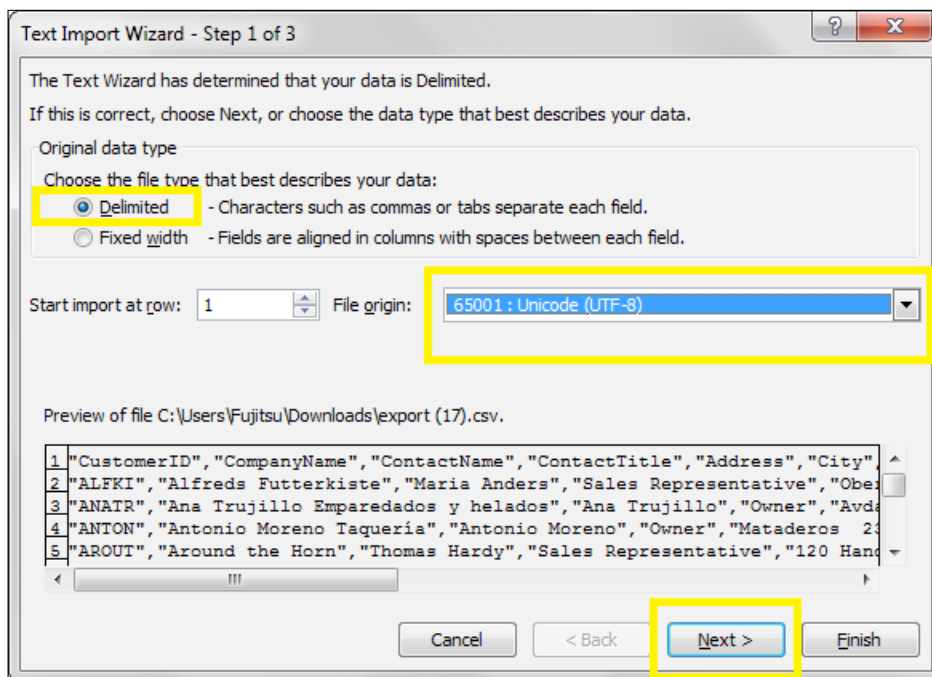 Text Import Wizard - Step 1 of 3
The Text Wizard has determined that your data is Delimited.
If this is correct, choose Next, or choose the data type that best describes your data.
Original data type
Choose the file type that best describes your data:
Delimited - Characters such as commas or tabs separate each field.
Fixed width - Fields are aligned in columns with spaces between each field.
Start import at row: 1 File origin: 65001 : Unicode (UTF-8)
Preview of file C:\Users\Fujitsu\Downloads\export (17).csv.
1 "CustomerID","CompanyName","ContactName","ContactTitle","Address","City",
2 "ALFKI","Alfreds Futterkiste","Maria Anders","Sales Representative","Ober
3 "ANATR","Ana Trujillo Emparedados y helados","Ana Trujillo","Owner","Avda
4 "ANTON","Antonio Moreno Taquería","Antonio Moreno","Owner","Mataderos  23
5 "AROUT","Around the Horn","Thomas Hardy","Sales Representative","120 Hano
Cancel < Back Next > Finish